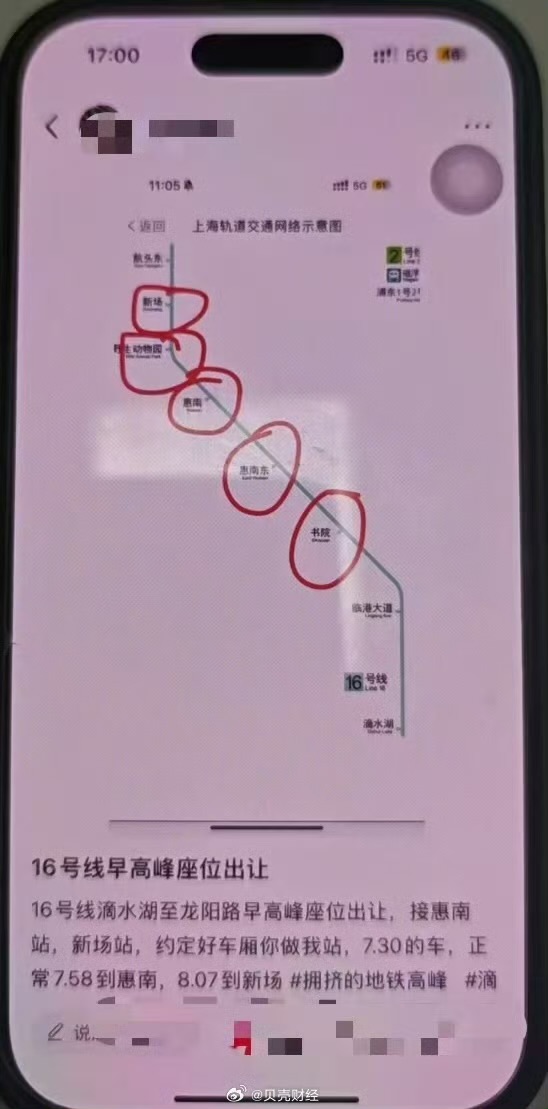 17:00
5G 46
11:05
5G
返回 上海轨道交通网络示意图
航头东
2 号线
新场
浦东1号2号
野生动物园
惠南
惠南东
书院
临港大道
16 号线
Line 16
滴水湖
16号线早高峰座位出让
16号线滴水湖至龙阳路早高峰座位出让，接惠南
站，新场站，约定好车厢你做我站，7.30的车，正
常7.58到惠南，8.07到新场 #拥挤的地铁高峰 #滴
说
@贝壳财经